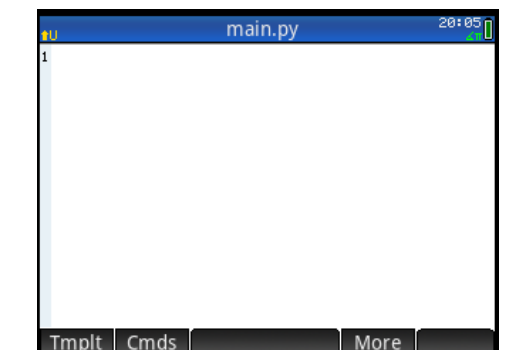 ↑U
main.py
20:05
∡π
1
Tmplt Cmds More